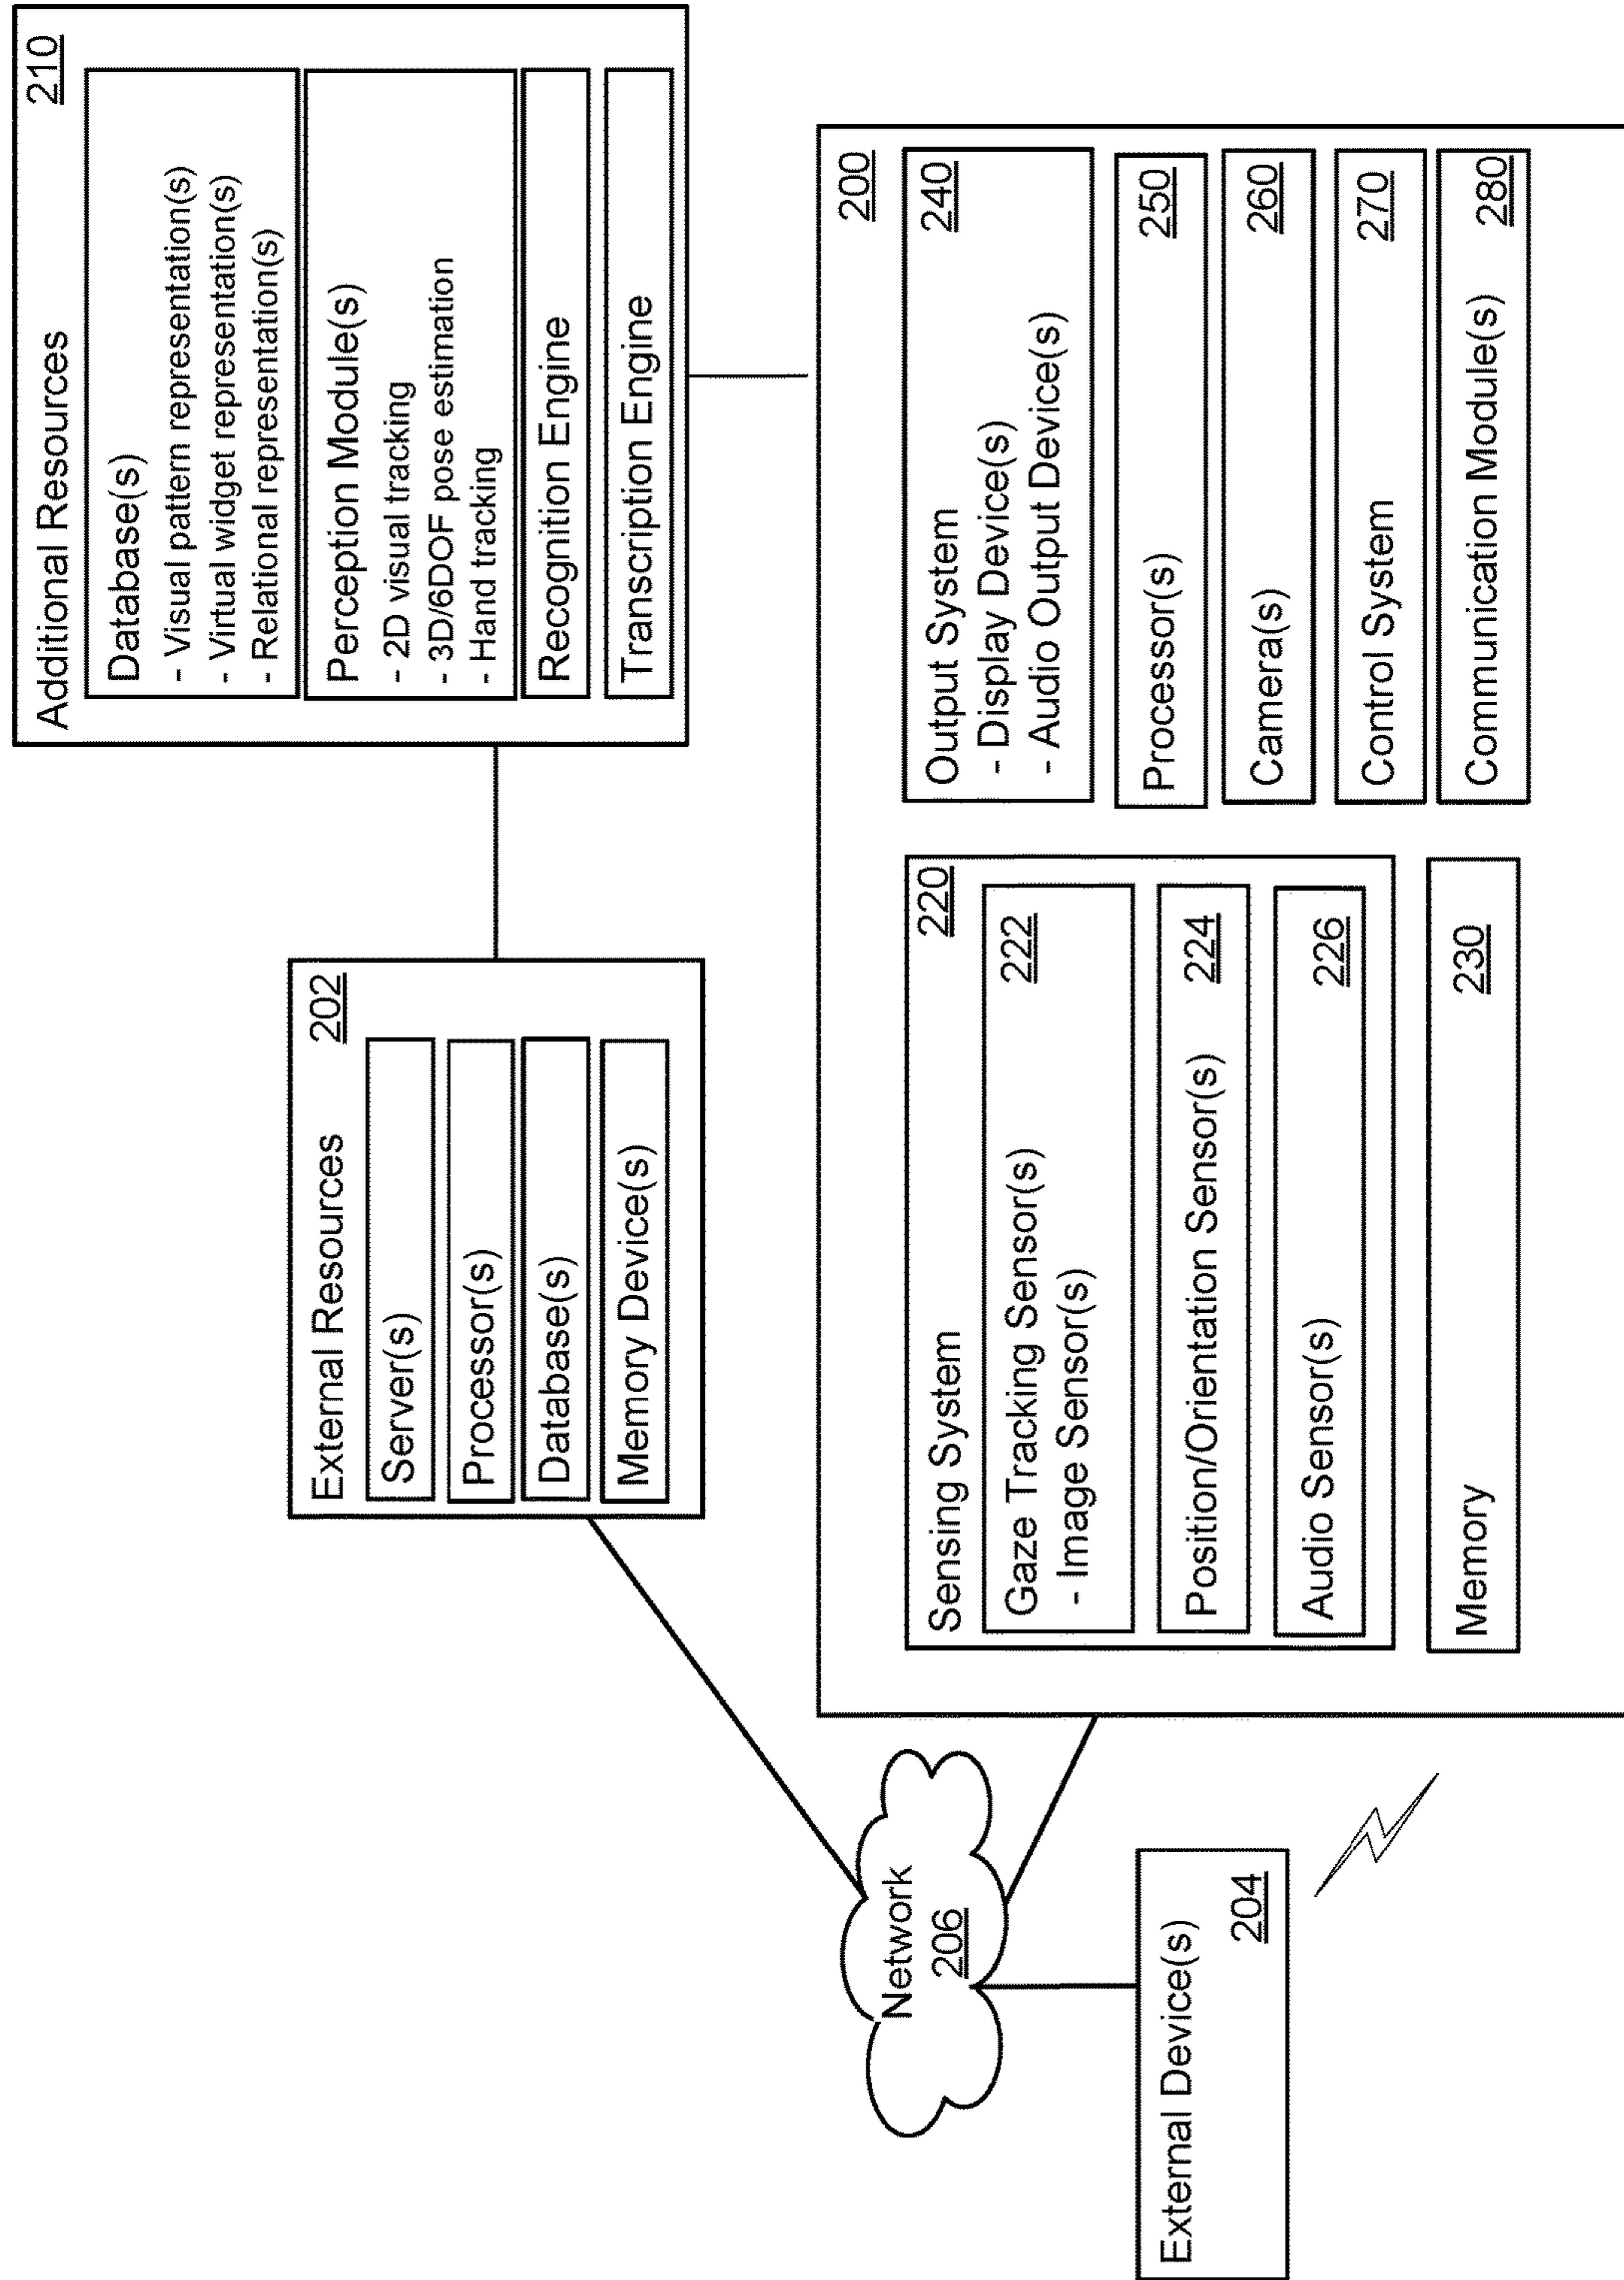 Additional Resources 210
Database(s)
- Visual pattern representation(s)
- Virtual widget representation(s)
- Relational representation(s)
Perception Module(s)
- 2D visual tracking
- 3D/6DOF pose estimation
- Hand tracking
Recognition Engine
Transcription Engine
External Resources 202
Server(s)
Processor(s)
Database(s)
Memory Device(s)
Network
206
External Device(s)
204
200
Sensing System 220
Gaze Tracking Sensor(s) 222
- Image Sensor(s)
Position/Orientation Sensor(s) 224
Audio Sensor(s) 226
Memory 230
Output System 240
- Display Device(s)
- Audio Output Device(s)
Processor(s) 250
Camera(s) 260
Control System 270
Communication Module(s) 280